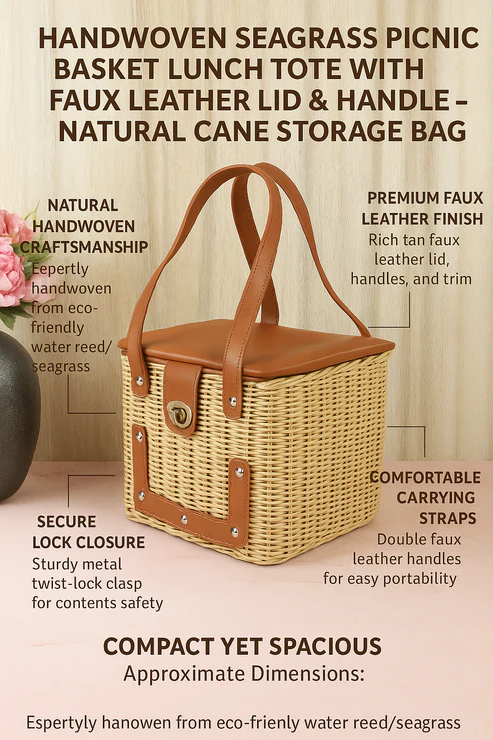 HANDWOVEN SEAGRASS PICNIC
BASKET LUNCH TOTE WITH
FAUX LEATHER LID & HANDLE –
NATURAL CANE STORAGE BAG
NATURAL
HANDWOVEN
CRAFTSMANSHIP
Eepertly
handwoven
from eco-
friendly
water reed/
seagrass
PREMIUM FAUX
LEATHER FINISH
Rich tan faux
leather lid,
handles, and trim
SECURE
LOCK CLOSURE
Sturdy metal
twist-lock clasp
for contents safety
COMFORTABLE
CARRYING
STRAPS
Double faux
leather handles
for easy portability
COMPACT YET SPACIOUS
Approximate Dimensions:
Espertyly hanowen from eco-frienly water reed/seagrass